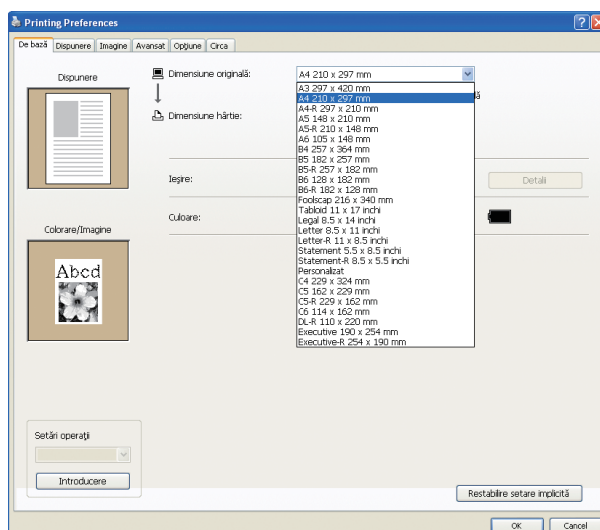 Printing Preferences
De bază Dispunere Imagine Avansat Opţiune Circa
Dispunere
Dimensiune originală:
A4 210 x 297 mm
Dimensiune hârtie:
A3 297 x 420 mm
A4 210 x 297 mm
A4-R 297 x 210 mm
A5 148 x 210 mm
A5-R 210 x 148 mm
A6 105 x 148 mm
B4 257 x 364 mm
B5 182 x 257 mm
B5-R 257 x 182 mm
B6 128 x 182 mm
B6-R 182 x 128 mm
Foolscap 216 x 340 mm
Tabloid 11 x 17 inchi
Legal 8.5 x 14 inchi
Letter 8.5 x 11 inchi
Letter-R 11 x 8.5 inchi
Statement 5.5 x 8.5 inchi
Statement-R 8.5 x 5.5 inchi
Personalizat
C4 229 x 324 mm
C5 162 x 229 mm
C5-R 229 x 162 mm
C6 114 x 162 mm
DL-R 110 x 220 mm
Executive 190 x 254 mm
Executive-R 254 x 190 mm
Ieşire:
Detalii
Culoare:
Colorare/Imagine
Abcd
Setări operaţii
Introducere
Restabilire setare implicită
OK Cancel